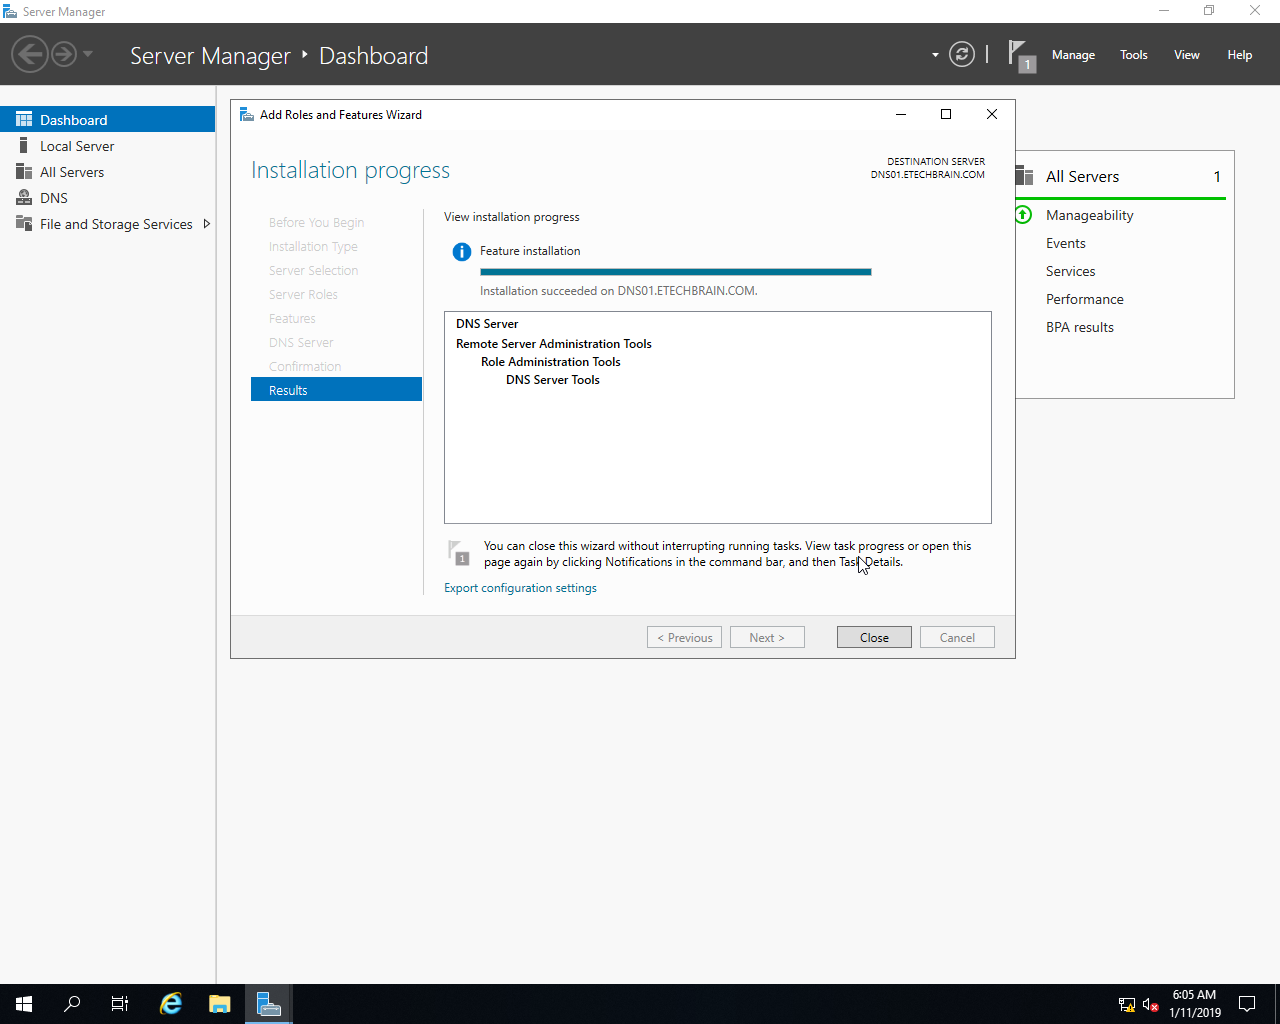 Server Manager
Server Manager ‣ Dashboard
1
Manage
Tools
View
Help
Dashboard
Local Server
All Servers
DNS
File and Storage Services
Add Roles and Features Wizard
Installation progress
DESTINATION SERVER
DNS01.ETECHBRAIN.COM
Before You Begin
Installation Type
Server Selection
Server Roles
Features
DNS Server
Confirmation
Results
View installation progress
Feature installation
Installation succeeded on DNS01.ETECHBRAIN.COM.
DNS Server
Remote Server Administration Tools
Role Administration Tools
DNS Server Tools
1
You can close this wizard without interrupting running tasks. View task progress or open this
page again by clicking Notifications in the command bar, and then Task Details.
Export configuration settings
< Previous
Next >
Close
Cancel
All Servers
1
Manageability
Events
Services
Performance
BPA results
6:05 AM
1/11/2019